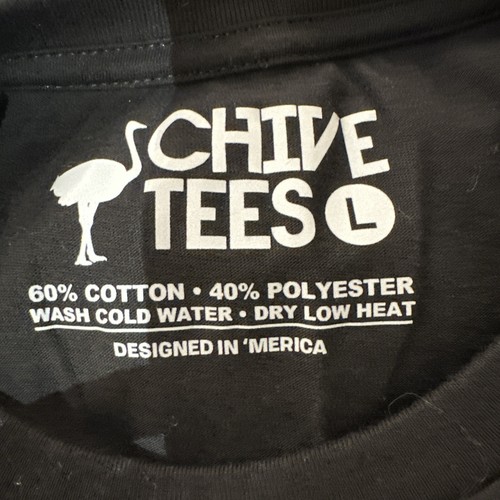 CHIVE
TEES L
60% COTTON • 40% POLYESTER
WASH COLD WATER • DRY LOW HEAT
DESIGNED IN 'MERICA